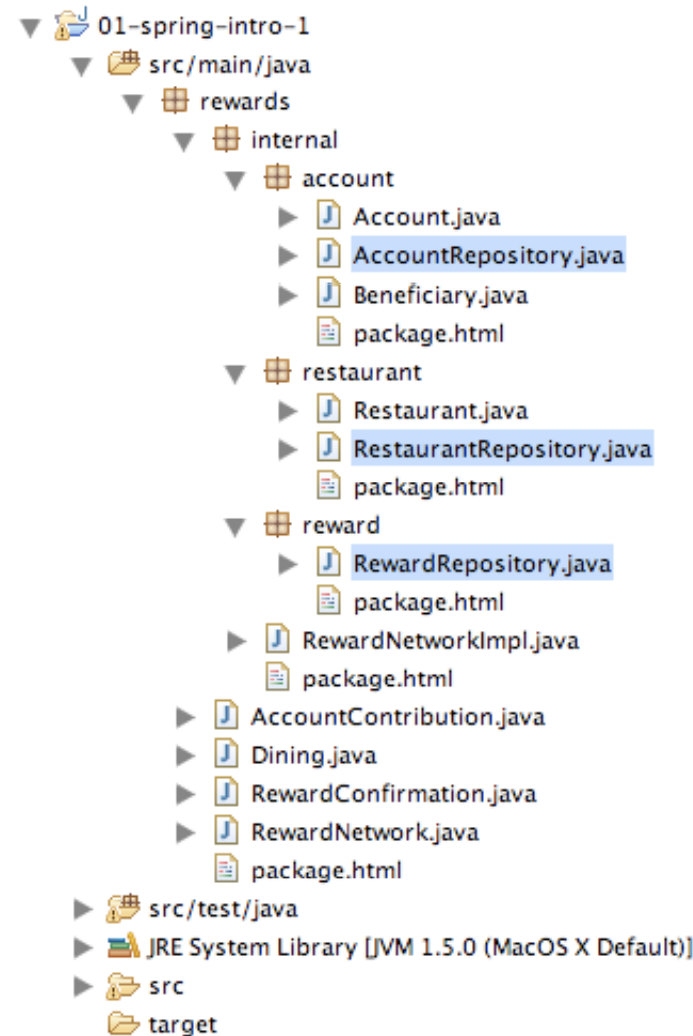 01-spring-intro-1
src/main/java
rewards
internal
account
Account.java
AccountRepository.java
Beneficiary.java
package.html
restaurant
Restaurant.java
RestaurantRepository.java
package.html
reward
RewardRepository.java
package.html
RewardNetworkImpl.java
package.html
AccountContribution.java
Dining.java
RewardConfirmation.java
RewardNetwork.java
package.html
src/test/java
JRE System Library [JVM 1.5.0 (MacOS X Default)]
src
target